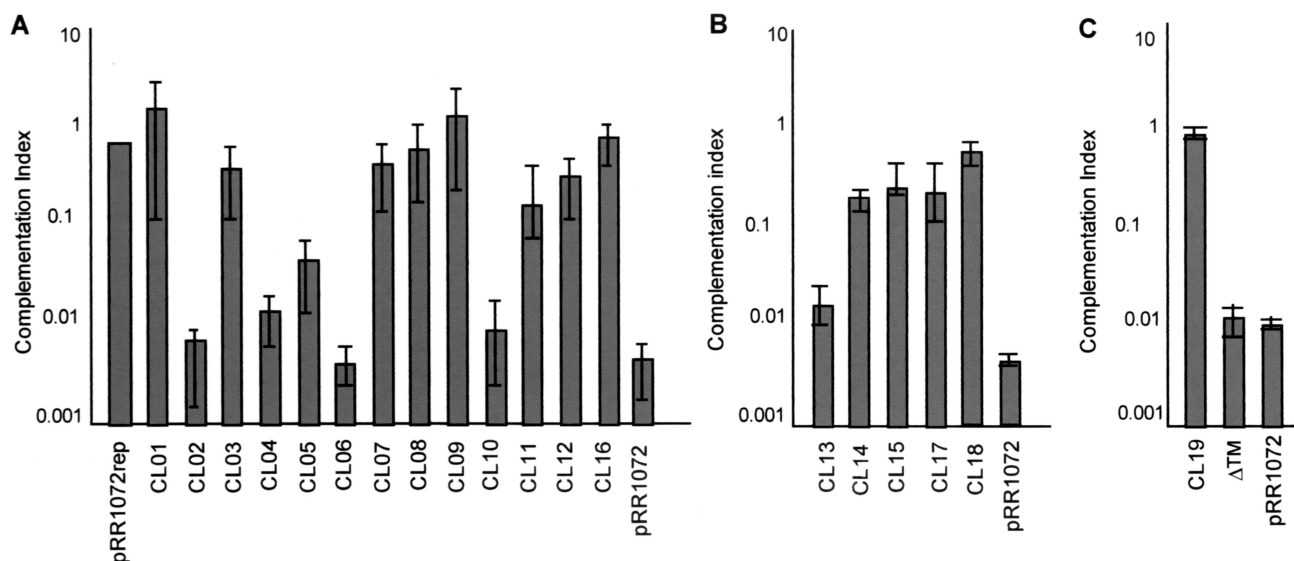 A
Complementation Index
10
1
0.1
0.01
0.001
pRR1072rep
CL01
CL02
CL03
CL04
CL05
CL06
CL07
CL08
CL09
CL10
CL11
CL12
CL16
pRR1072
B
Complementation index
10
1
0.1
0.01
0.001
CL13
CL14
CL15
CL17
CL18
pRR1072
C
Complementation Index
10
1
0.1
0.01
0.001
CL19
ΔTM
pRR1072